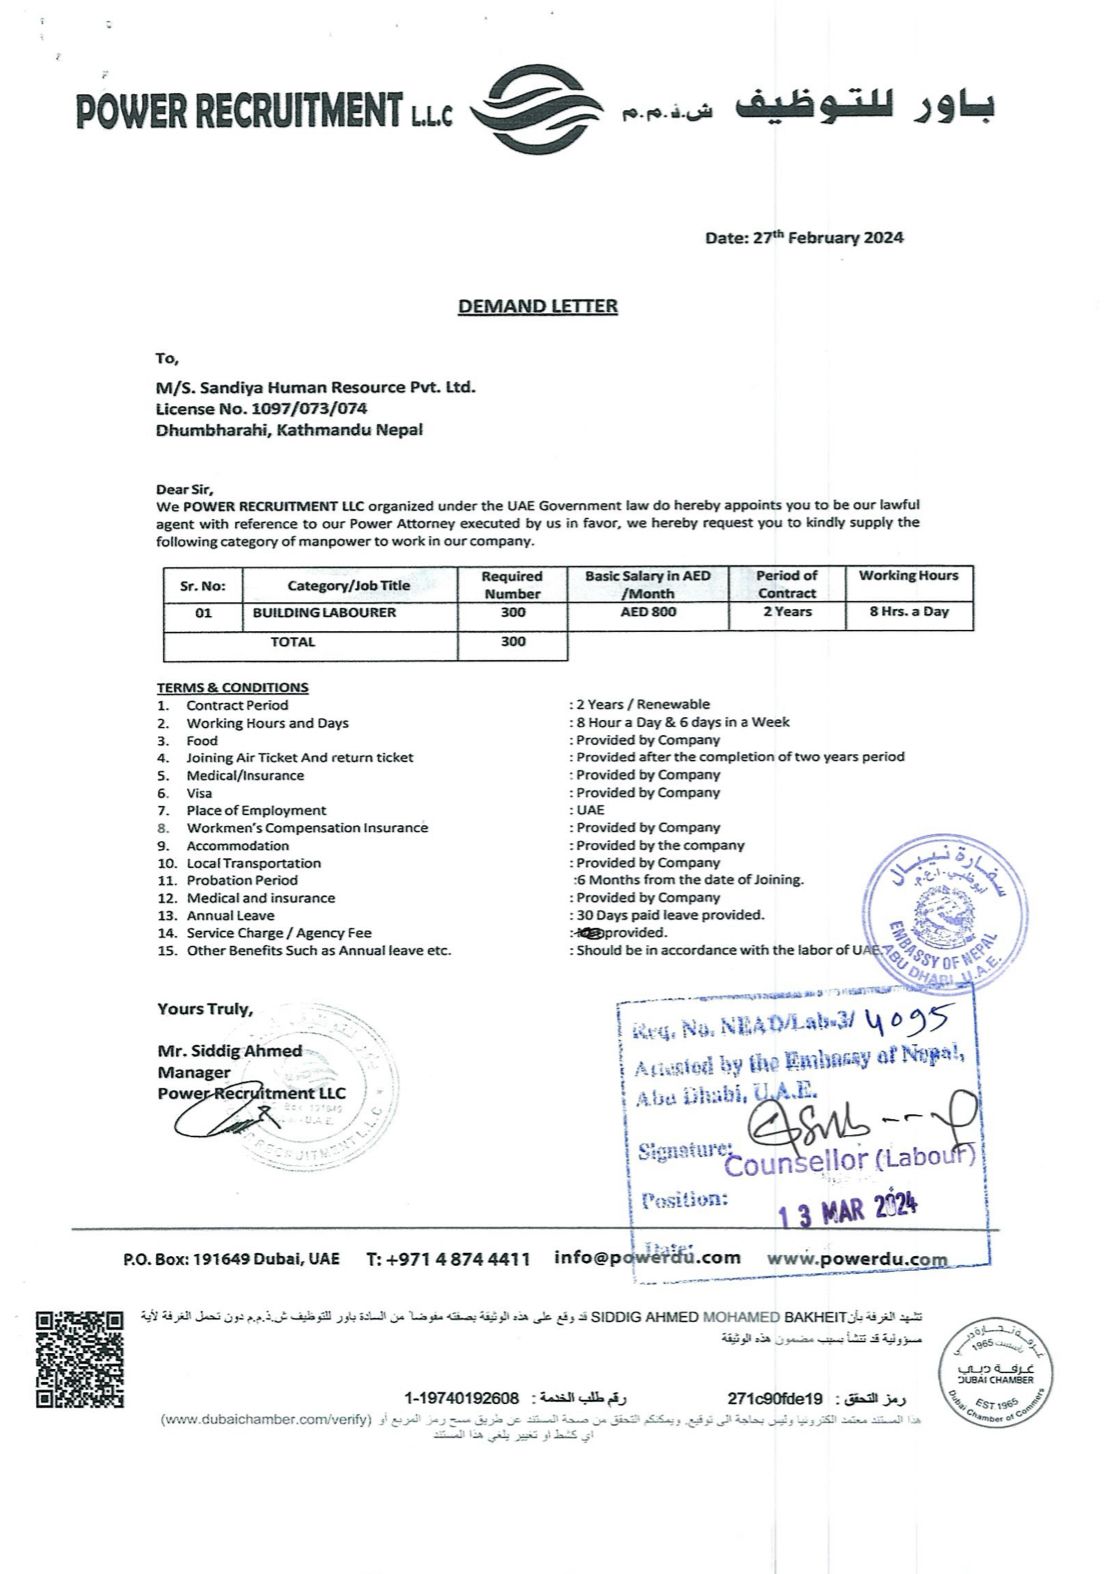 POWER RECRUITMENT L.L.C باور للتوظيف ش.ذ.م.م
Date: 27th February 2024
DEMAND LETTER
To,
M/S. Sandiya Human Resource Pvt. Ltd.
License No. 1097/073/074
Dhumbharahi, Kathmandu Nepal
Dear Sir,
We POWER RECRUITMENT LLC organized under the UAE Government law do hereby appoints you to be our lawful
agent with reference to our Power Attorney executed by us in favor, we hereby request you to kindly supply the
following category of manpower to work in our company.
Sr. No: Category/Job Title Required Number Basic Salary in AED /Month Period of Contract Working Hours
01 BUILDING LABOURER 300 AED 800 2 Years 8 Hrs. a Day
TOTAL 300
TERMS & CONDITIONS
1. Contract Period : 2 Years / Renewable
2. Working Hours and Days : 8 Hour a Day & 6 days in a Week
3. Food : Provided by Company
4. Joining Air Ticket And return ticket : Provided after the completion of two years period
5. Medical/Insurance : Provided by Company
6. Visa : Provided by Company
7. Place of Employment : UAE
8. Workmen's Compensation Insurance : Provided by Company
9. Accommodation : Provided by the company
10. Local Transportation : Provided by Company
11. Probation Period :6 Months from the date of Joining.
12. Medical and insurance : Provided by Company
13. Annual Leave : 30 Days paid leave provided.
14. Service Charge / Agency Fee : provided.
15. Other Benefits Such as Annual leave etc. : Should be in accordance with the labor of UAE.
سفارة نيبال
أبوظبي - ا.ع.م.
EMBASSY OF NEPAL
ABU DHABI, U.A.E.
Yours Truly,
Mr. Siddig Ahmed
Manager
Power Recruitment LLC
Reg. No. NEAD/Lab-3/ 4095
Attested by the Embassy of Nepal,
Abu Dhabi, U.A.E.
Signature:
Counsellor (Labour)
Position:
13 MAR 2024
Date:
P.O. Box: 191649 Dubai, UAE T: +971 4 874 4411 info@powerdu.com www.powerdu.com
تشهد الغرفة بأن SIDDIG AHMED MOHAMED BAKHEIT قد وقع على هذه الوثيقة بصفته مفوضا من السادة باور للتوظيف ش.ذ.م.م دون تحمل الغرفة لأية
مسؤولية قد تنشأ بسبب مضمون هذه الوثيقة
رمز التحقق : 271c90fde19 رقم طلب الخدمة : 1-19740192608
هذا المستند معتمد الكترونيا وليس بحاجة الى توقيع. ويمكنكم التحقق من صحة المستند عن طريق مسح رمز المربع أو (www.dubaichamber.com/verify)
اي كشط او تغيير يلغي هذا المستند
غرفة تجارة دبي
تأسست 1965
غرفة دبي
DUBAI CHAMBER
EST 1965
Dubai Chamber of Commerce